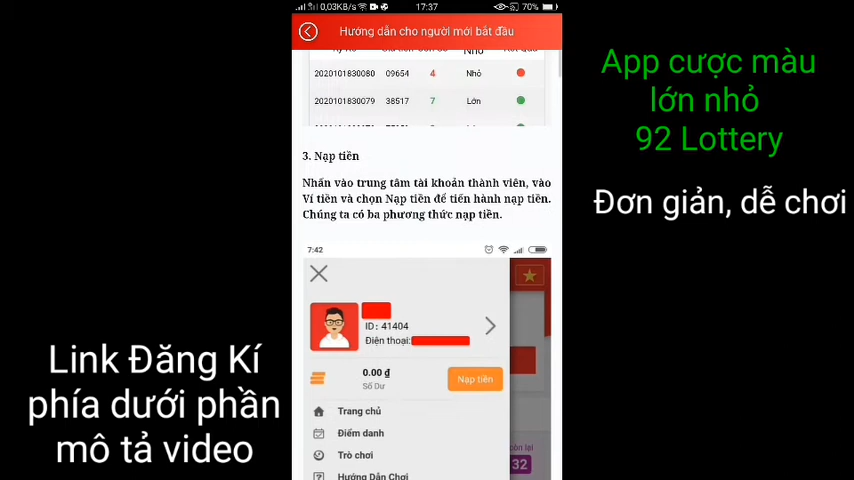 0,03KB/s
17:37
70%
Hướng dẫn cho người mới bắt đầu
2020101830080 09654 4 Nhỏ
2020101830079 38517 7 Lớn
3. Nạp tiền
Nhấn vào trung tâm tài khoản thành viên, vào
Ví tiền và chọn Nạp tiền để tiến hành nạp tiền.
Chúng ta có ba phương thức nạp tiền.
7:42
ID: 41404
Điện thoại:
0.00 ₫
Số Dư
Nạp tiền
Trang chủ
Điểm danh
Trò chơi
Hướng Dẫn Chơi
32
App cược màu
lớn nhỏ
92 Lottery
Đơn giản, dễ chơi
Link Đăng Kí
phía dưới phần
mô tả video